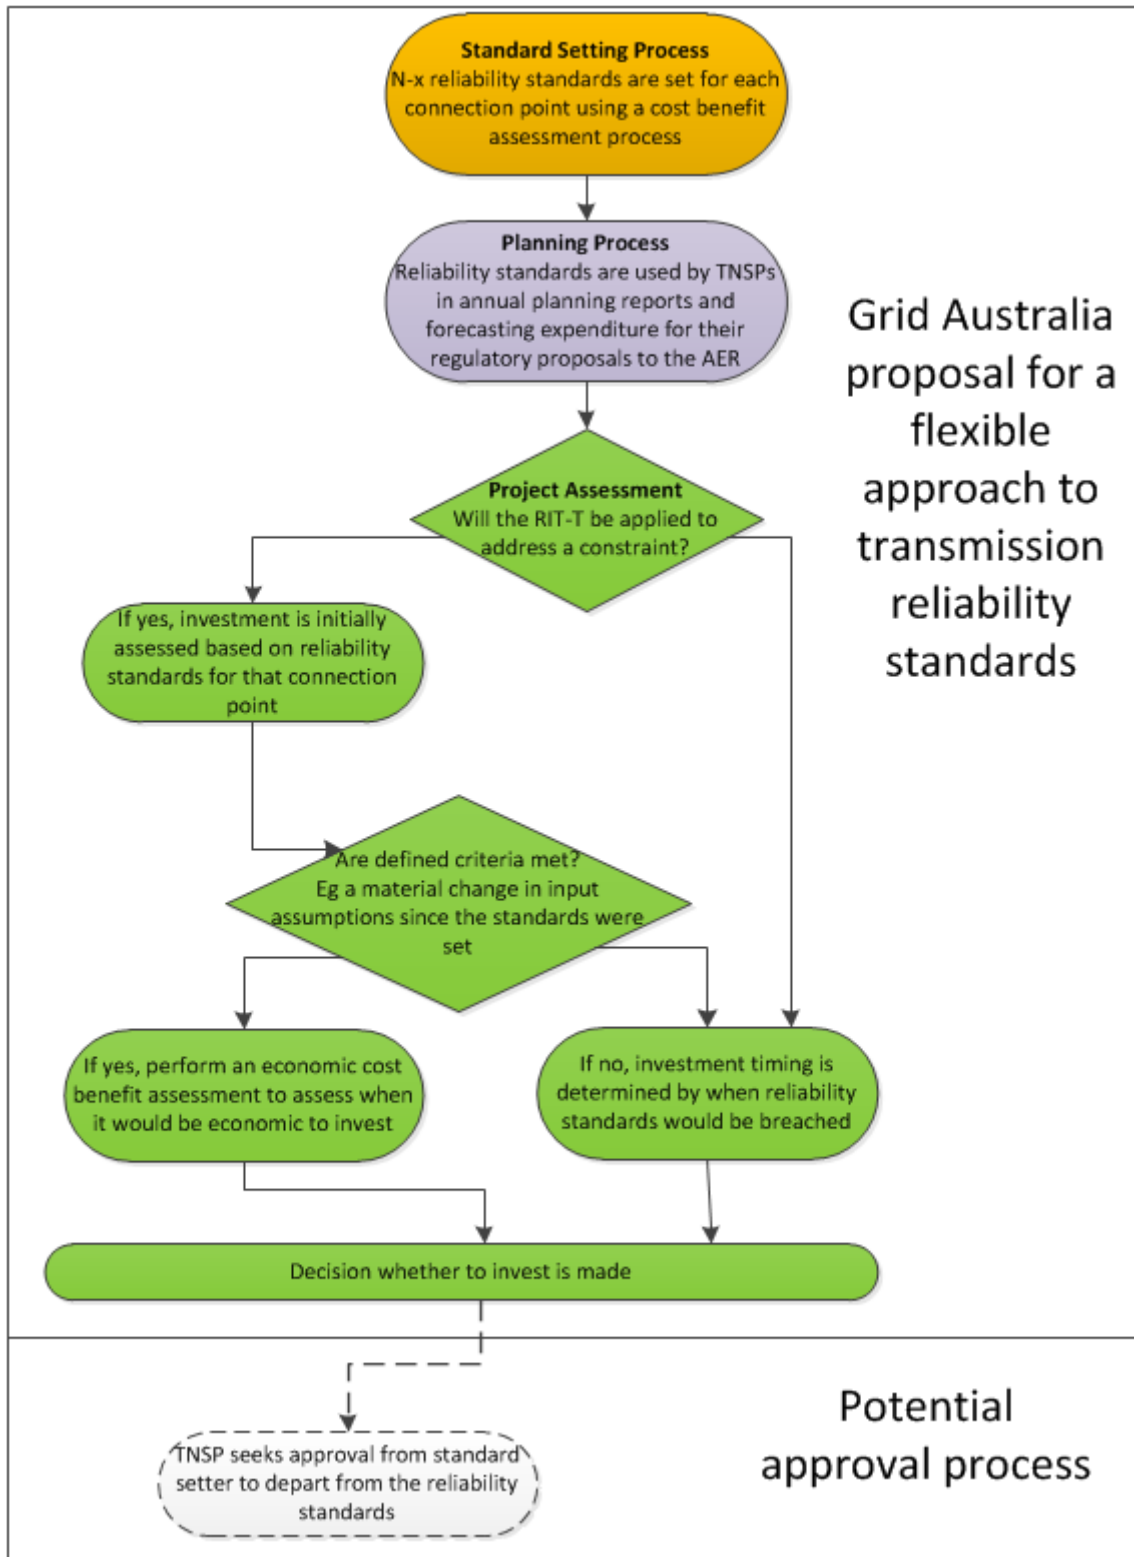 Standard Setting Process
N-x reliability standards are set for each
connection point using a cost benefit
assessment process
Planning Process
Reliability standards are used by TNSPs
in annual planning reports and
forecasting expenditure for their
regulatory proposals to the AER
Grid Australia
proposal for a
flexible
approach to
transmission
reliability
standards
Project Assessment
Will the RIT-T be applied to
address a constraint?
If yes, investment is initially
assessed based on reliability
standards for that connection
point
Are defined criteria met?
Eg a material change in input
assumptions since the standards were
set
If yes, perform an economic cost
benefit assessment to assess when
it would be economic to invest
If no, investment timing is
determined by when reliability
standards would be breached
Decision whether to invest is made
TNSP seeks approval from standard
setter to depart from the reliability
standards
Potential
approval process